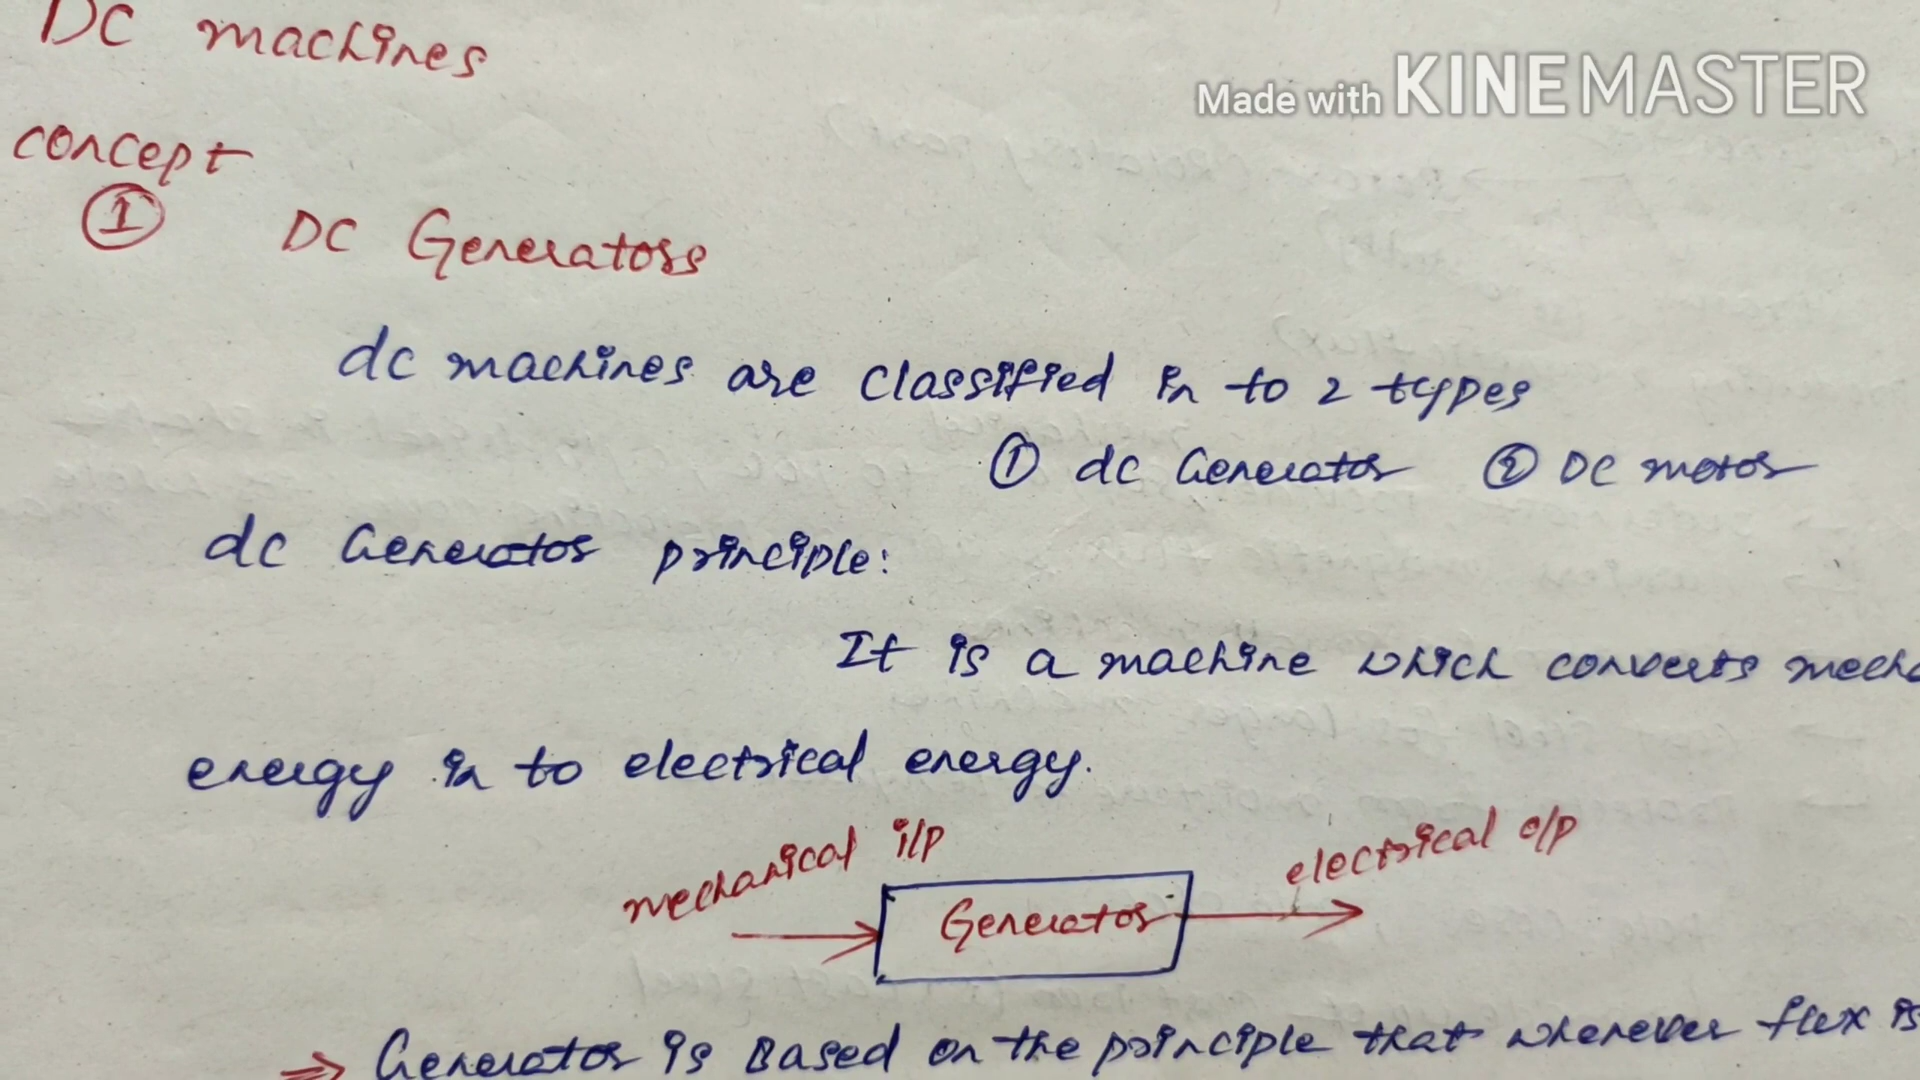 DC machines
Made with KINEMASTER
concept
① DC Generators
dc machines are classified in to 2 types
① dc Generator ② DC motor
dc Generator principle:
It is a machine which converts mecha
energy in to electrical energy.
mechanical i/p
electrical o/p
Generator
⇒ Generator is Based on the principle that whenever flux is